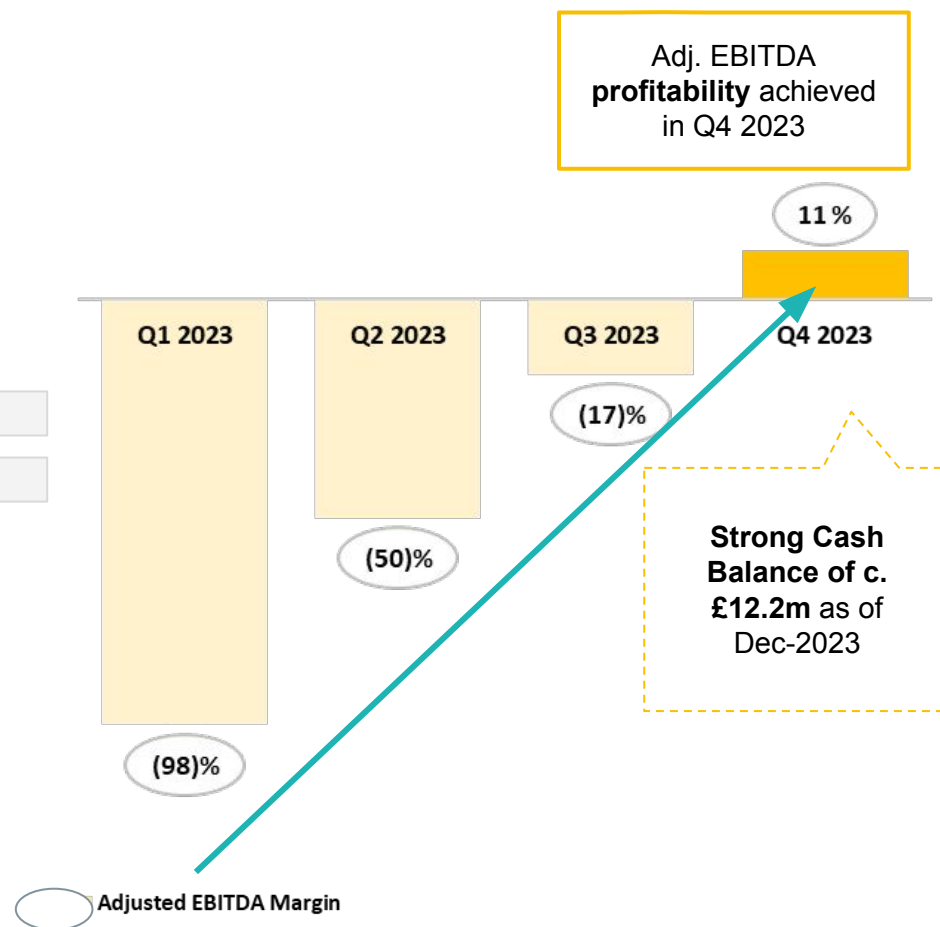 Adj. EBITDA
profitability achieved
in Q4 2023
11 %
Q1 2023
Q2 2023
Q3 2023
Q4 2023
(17)%
(50)%
(98)%
Strong Cash
Balance of c.
£12.2m as of
Dec-2023
Adjusted EBITDA Margin